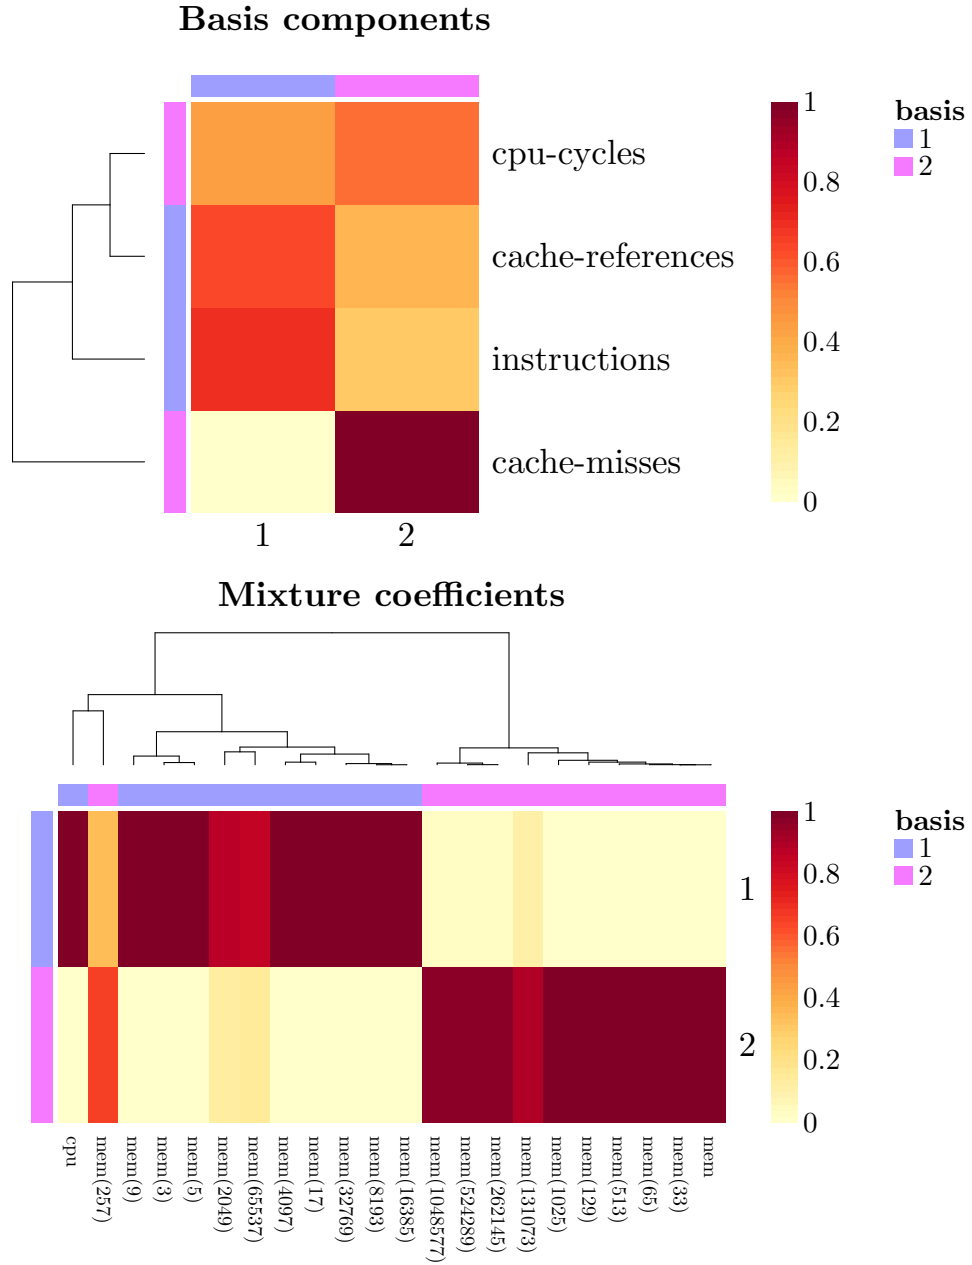 Basis components
basis
1
2
1
0.8
0.6
0.4
0.2
0
cpu-cycles
cache-references
instructions
cache-misses
1
2
Mixture coefficients
basis
1
2
1
0.8
0.6
0.4
0.2
0
1
2
cpu
mem(257)
mem(9)
mem(3)
mem(5)
mem(2049)
mem(65537)
mem(4097)
mem(17)
mem(32769)
mem(8193)
mem(16385)
mem(1048577)
mem(524289)
mem(262145)
mem(131073)
mem(1025)
mem(129)
mem(513)
mem(65)
mem(33)
mem